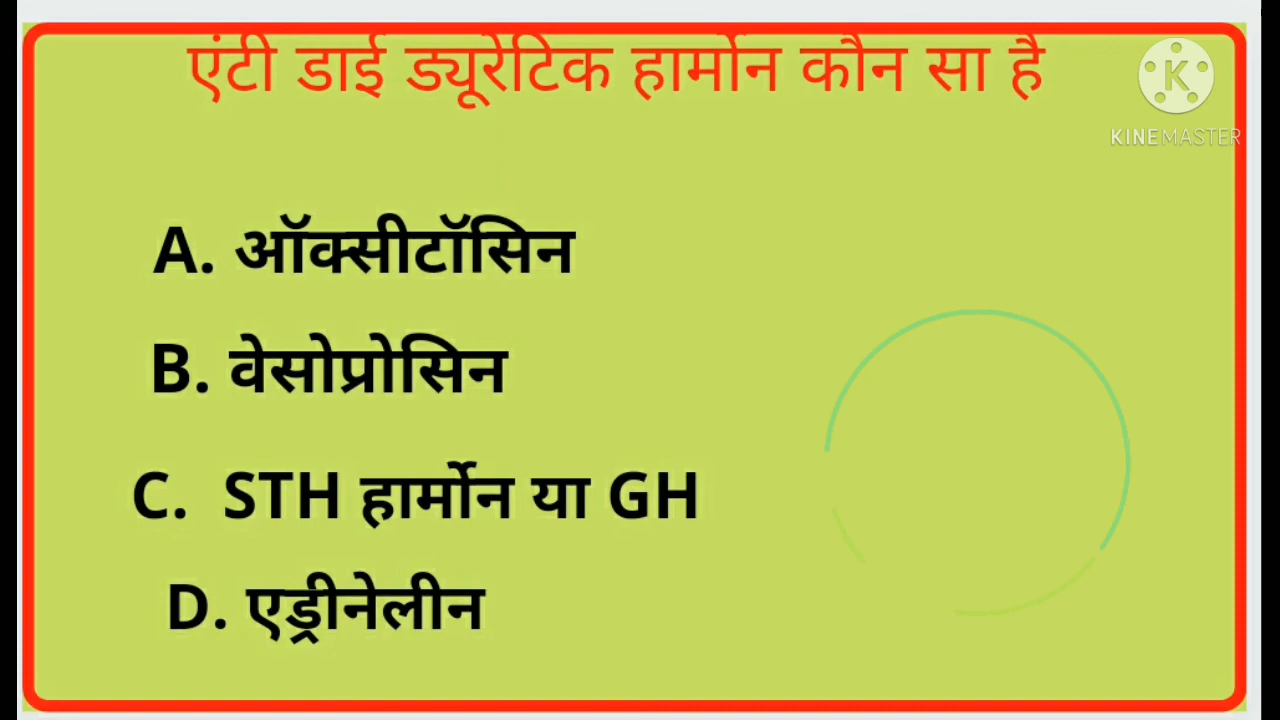 एंटी डाई ड्यूरेटिक हार्मोन कौन सा है
KINEMASTER
A. ऑक्सीटॉसिन
B. वेसोप्रोसिन
C. STH हार्मोन या GH
D. एड्रीनेलीन